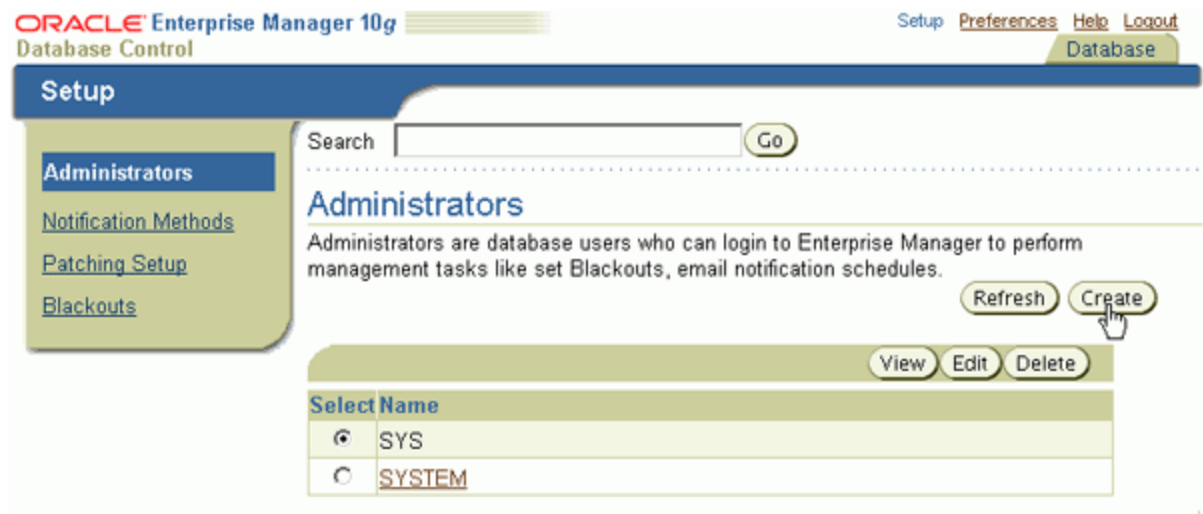 ORACLE Enterprise Manager 10g
Database Control
Setup Preferences Help Logout
Database
Setup
Administrators
Notification Methods
Patching Setup
Blackouts
Search Go
Administrators
Administrators are database users who can login to Enterprise Manager to perform
management tasks like set Blackouts, email notification schedules.
Refresh Create
View Edit Delete
Select Name
SYS
SYSTEM